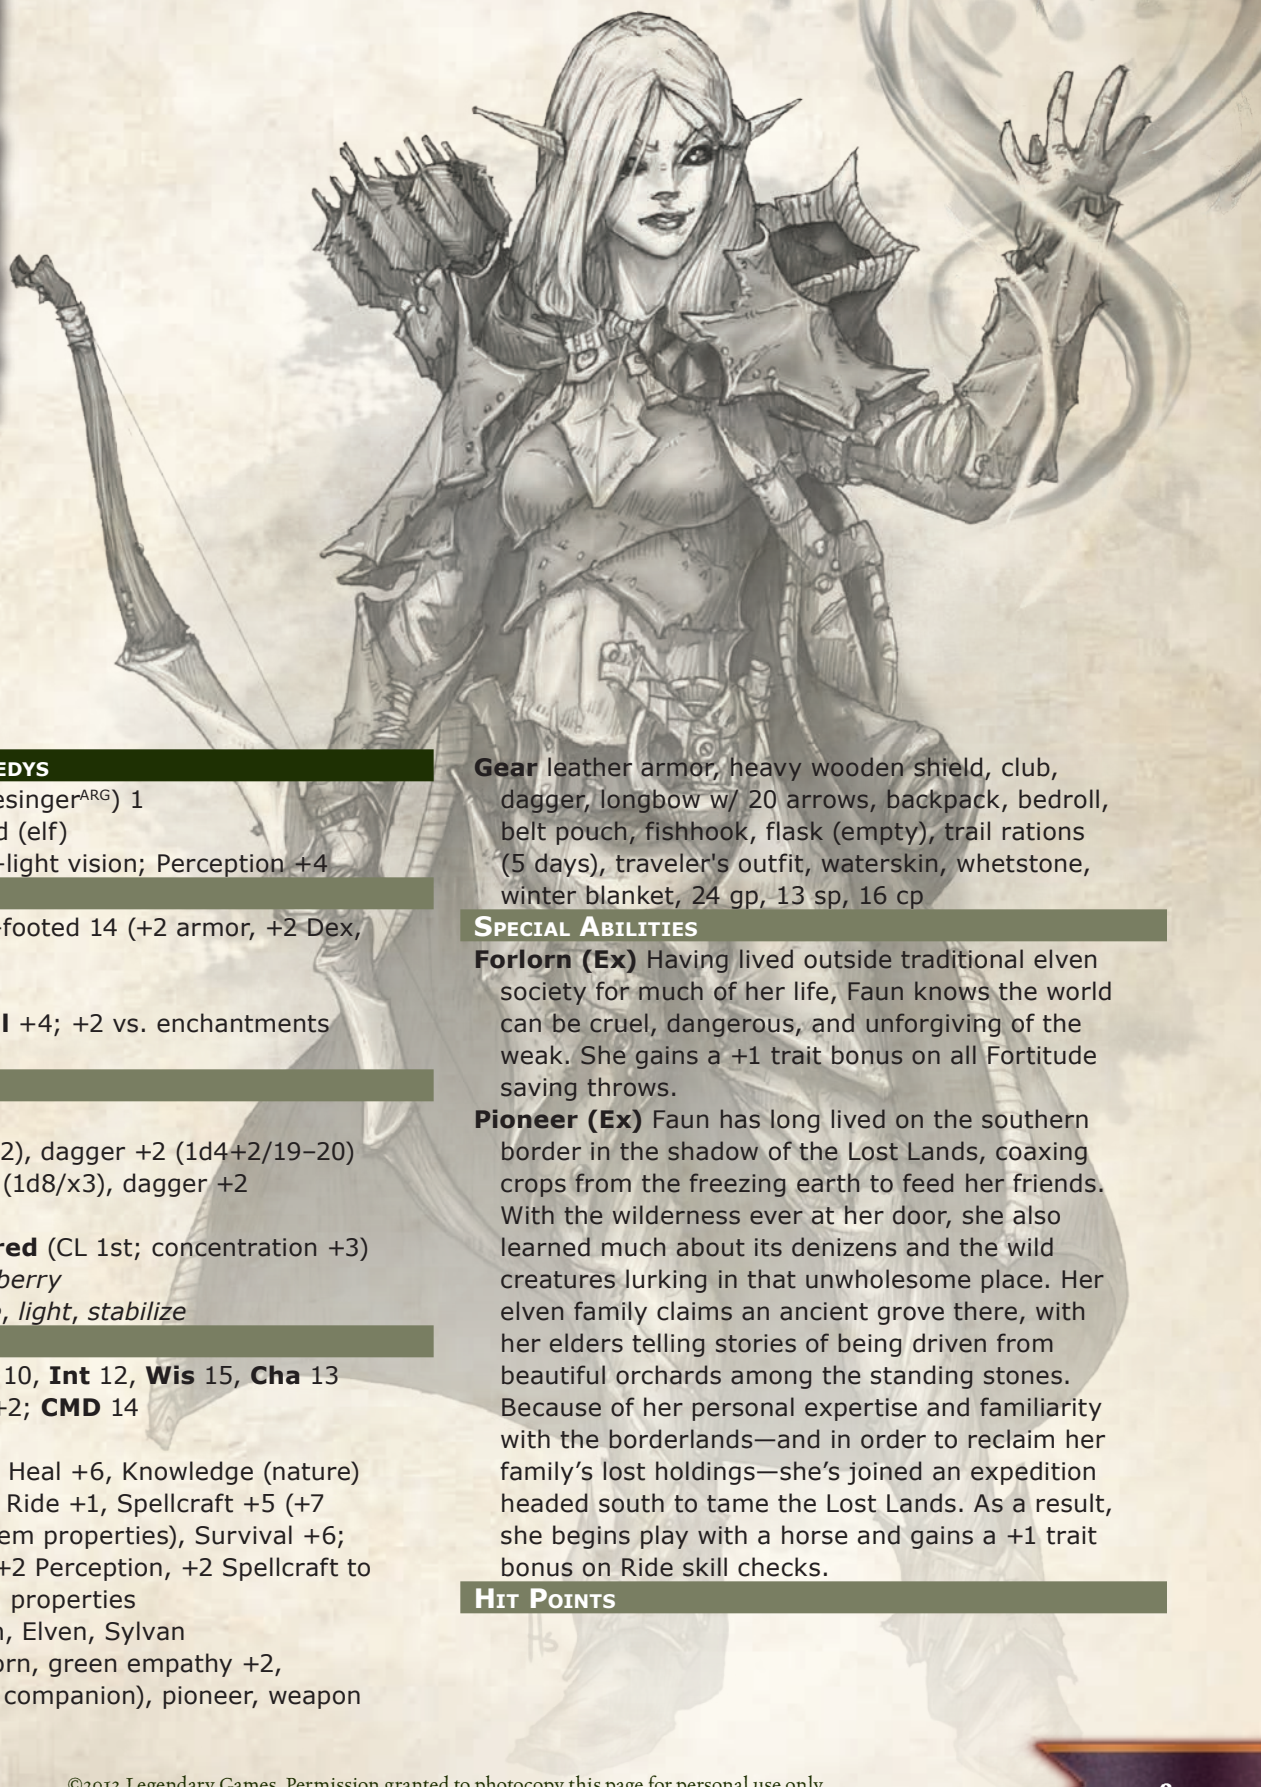 EDYS
esingerARG) 1
d (elf)
-light vision; Perception +4
-footed 14 (+2 armor, +2 Dex,
l +4; +2 vs. enchantments
2), dagger +2 (1d4+2/19–20)
(1d8/x3), dagger +2
red (CL 1st; concentration +3)
berry
, light, stabilize
10, Int 12, Wis 15, Cha 13
+2; CMD 14
Heal +6, Knowledge (nature)
Ride +1, Spellcraft +5 (+7
em properties), Survival +6;
+2 Perception, +2 Spellcraft to
properties
n, Elven, Sylvan
orn, green empathy +2,
companion), pioneer, weapon
Gear leather armor, heavy wooden shield, club,
dagger, longbow w/ 20 arrows, backpack, bedroll,
belt pouch, fishhook, flask (empty), trail rations
(5 days), traveler's outfit, waterskin, whetstone,
winter blanket, 24 gp, 13 sp, 16 cp
Special Abilities
Forlorn (Ex) Having lived outside traditional elven
society for much of her life, Faun knows the world
can be cruel, dangerous, and unforgiving of the
weak. She gains a +1 trait bonus on all Fortitude
saving throws.
Pioneer (Ex) Faun has long lived on the southern
border in the shadow of the Lost Lands, coaxing
crops from the freezing earth to feed her friends.
With the wilderness ever at her door, she also
learned much about its denizens and the wild
creatures lurking in that unwholesome place. Her
elven family claims an ancient grove there, with
her elders telling stories of being driven from
beautiful orchards among the standing stones.
Because of her personal expertise and familiarity
with the borderlands—and in order to reclaim her
family’s lost holdings—she’s joined an expedition
headed south to tame the Lost Lands. As a result,
she begins play with a horse and gains a +1 trait
bonus on Ride skill checks.
Hit Points
HS
©2013 Legendary Games. Permission granted to photocopy this page for personal use only.